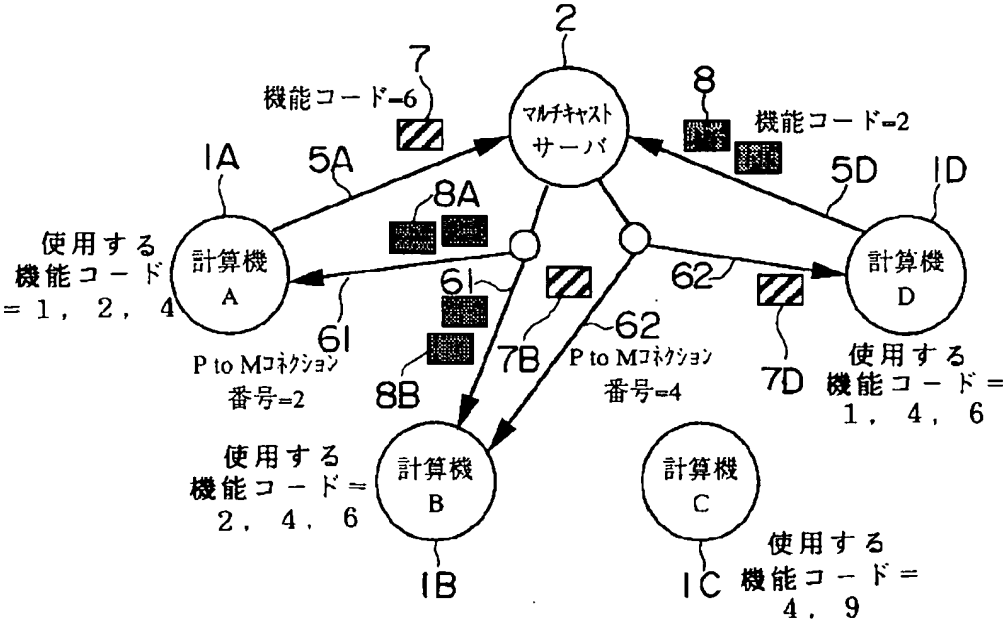 2
7
機能コード=6
マルチキャスト
サーバ
8
機能コード=2
1A
5A
5D
1D
8A
使用する
機能コード
= 1, 2, 4
計算機
A
61
61
62
計算機
D
P to Mコネクション
番号=2
8B
7B
62
P to Mコネクション
番号=4
7D
使用する
機能コード=
1, 4, 6
使用する
機能コード=
2, 4, 6
計算機
B
計算機
C
1B
1C
使用する
機能コード=
4, 9